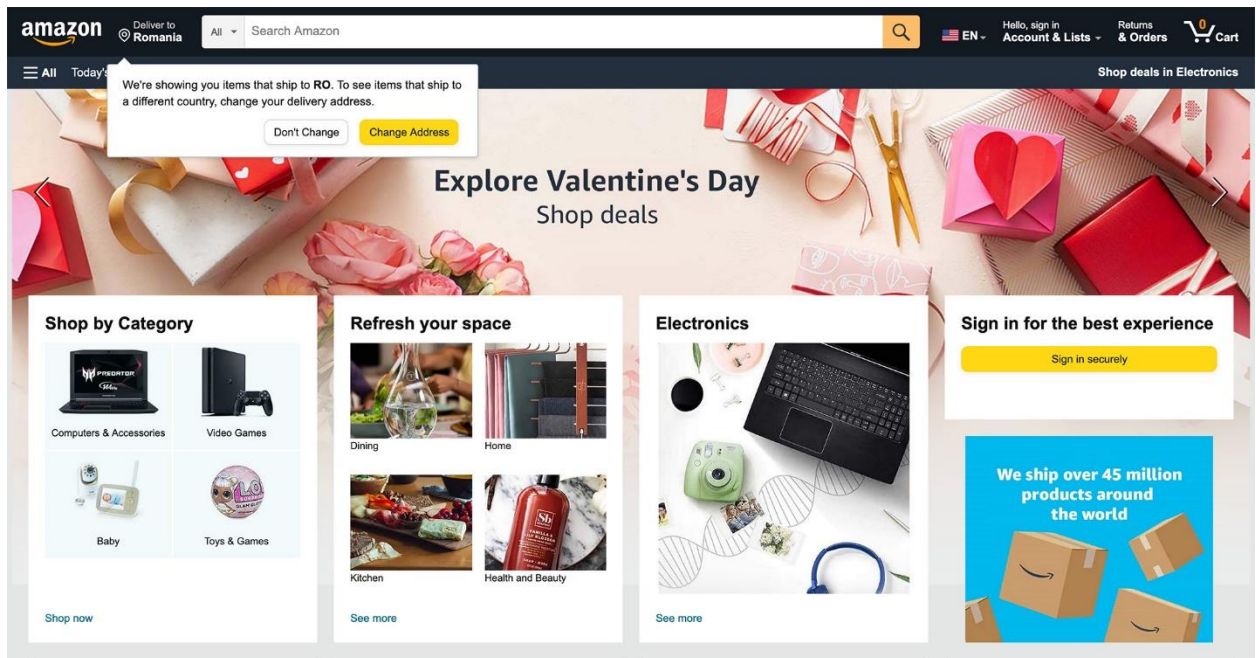 amazon
Deliver to
Romania
All
Search Amazon
EN
Hello, sign in
Account & Lists
Returns
& Orders
0
Cart
All
Today's
Shop deals in Electronics
We're showing you items that ship to RO. To see items that ship to
a different country, change your delivery address.
Don't Change
Change Address
Explore Valentine's Day
Shop deals
Shop by Category
PREDATOR
Computers & Accessories
Video Games
Baby
L.O.L.
Toys & Games
Shop now
Refresh your space
Dining
Home
Kitchen
Sb
Health and Beauty
See more
Electronics
See more
Sign in for the best experience
Sign in securely
We ship over 45 million
products around
the world